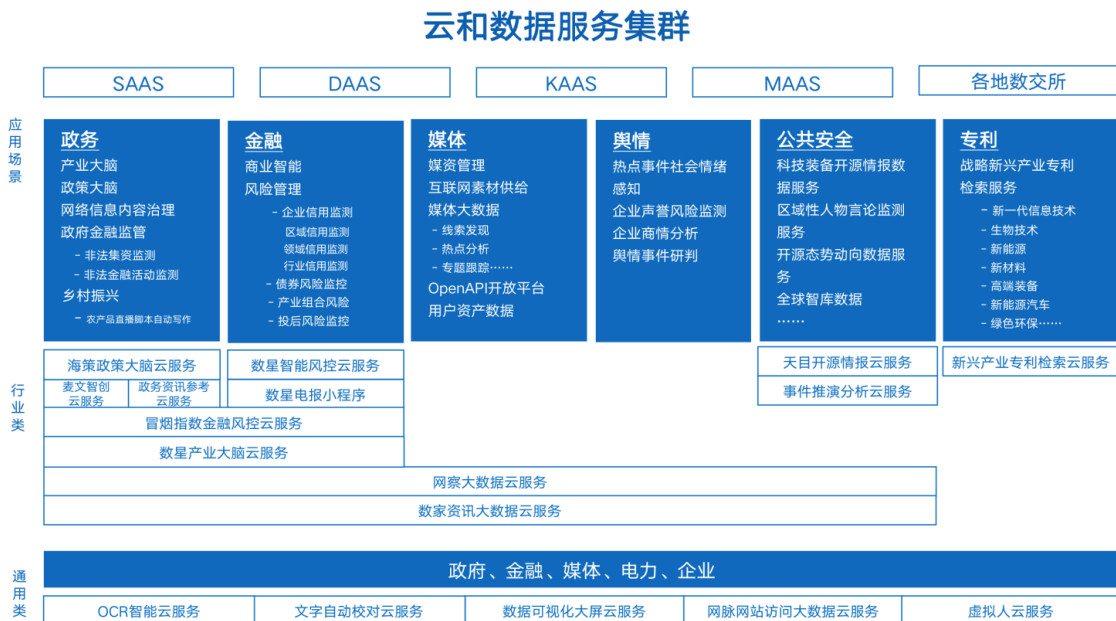 云和数据服务集群
SAAS
DAAS
KAAS
MAAS
各地数交所
应用场景
政务
产业大脑
政策大脑
网络信息内容治理
政府金融监管
- 非法集资监测
- 非法金融活动监测
乡村振兴
- 农产品直播脚本自动写作
金融
商业智能
风险管理
- 企业信用监测
区域信用监测
领域信用监测
行业信用监测
- 债券风险监控
- 产业组合风险
- 投后风险监控
媒体
媒资管理
互联网素材供给
媒体大数据
- 线索发现
- 热点分析
- 专题跟踪……
OpenAPI开放平台
用户资产数据
舆情
热点事件社会情绪
感知
企业声誉风险监测
企业商情分析
舆情事件研判
公共安全
科技装备开源情报数
据服务
区域性人物言论监测
服务
开源态势动向数据服
务
全球智库数据
……
专利
战略新兴产业专利
检索服务
- 新一代信息技术
- 生物技术
- 新能源
- 新材料
- 高端装备
- 新能源汽车
- 绿色环保……
行业类
海策政策大脑云服务
数星智能风控云服务
天目开源情报云服务
新兴产业专利检索云服务
麦文智创
云服务
政务资讯参考
云服务
数星电报小程序
事件推演分析云服务
冒烟指数金融风控云服务
数星产业大脑云服务
网察大数据云服务
数家资讯大数据云服务
通用类
政府、金融、媒体、电力、企业
OCR智能云服务
文字自动校对云服务
数据可视化大屏云服务
网脉网站访问大数据云服务
虚拟人云服务